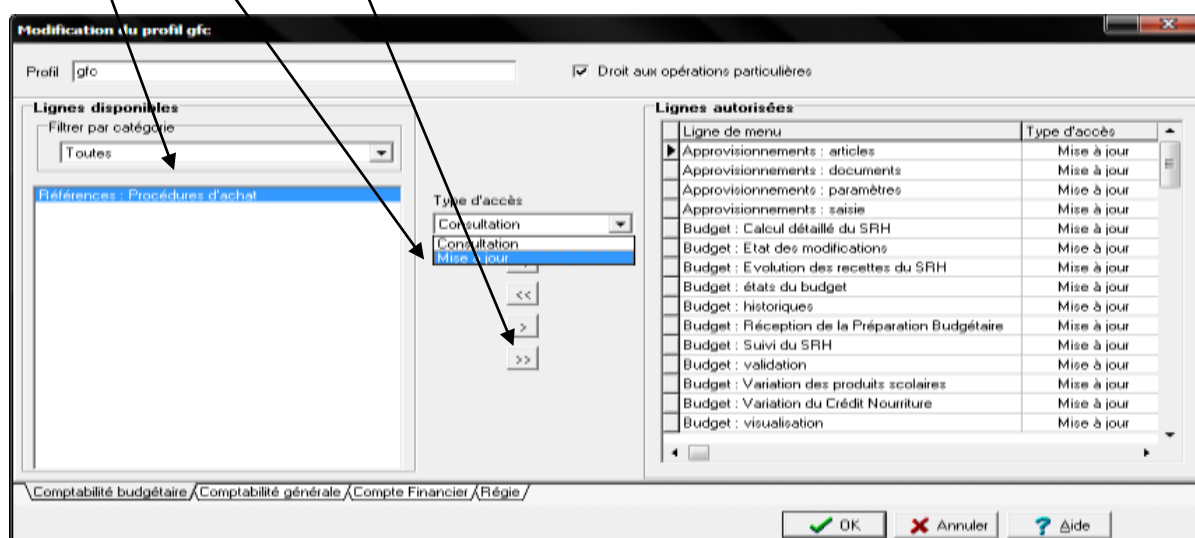 Modification du profil gfc
Profil gfc
Droit aux opérations particulières
Lignes disponibles
Filtrer par catégorie
Toutes
Références : Procédures d'achat
Type d'accès
Consultation
Consultation
Mise à jour
<<
>
>>
Lignes autorisées
Ligne de menu Type d'accès
Approvisionnements : articles Mise à jour
Approvisionnements : documents Mise à jour
Approvisionnements : paramètres Mise à jour
Approvisionnements : saisie Mise à jour
Budget : Calcul détaillé du SRH Mise à jour
Budget : Etat des modifications Mise à jour
Budget : Evolution des recettes du SRH Mise à jour
Budget : états du budget Mise à jour
Budget : historiques Mise à jour
Budget : Réception de la Préparation Budgétaire Mise à jour
Budget : Suivi du SRH Mise à jour
Budget : validation Mise à jour
Budget : Variation des produits scolaires Mise à jour
Budget : Variation du Crédit Nourriture Mise à jour
Budget : visualisation Mise à jour
Comptabilité budgétaire Comptabilité générale Compte Financier Régie
OK Annuler Aide